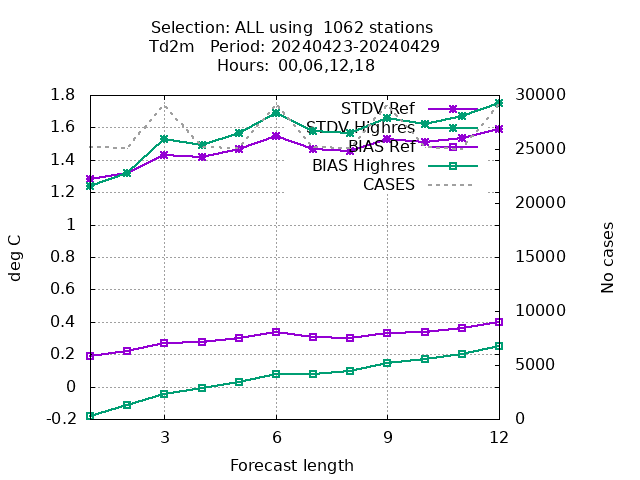 Selection: ALL using  1062 stations
Td2m   Period: 20240423-20240429
Hours:  00,06,12,18
1.8
1.6
1.4
1.2
1
0.8
0.6
0.4
0.2
0
-0.2
deg C
STDV Ref
STDV Highres
BIAS Ref
BIAS Highres
CASES
30000
25000
20000
15000
10000
5000
0
No cases
3
6
9
12
Forecast length